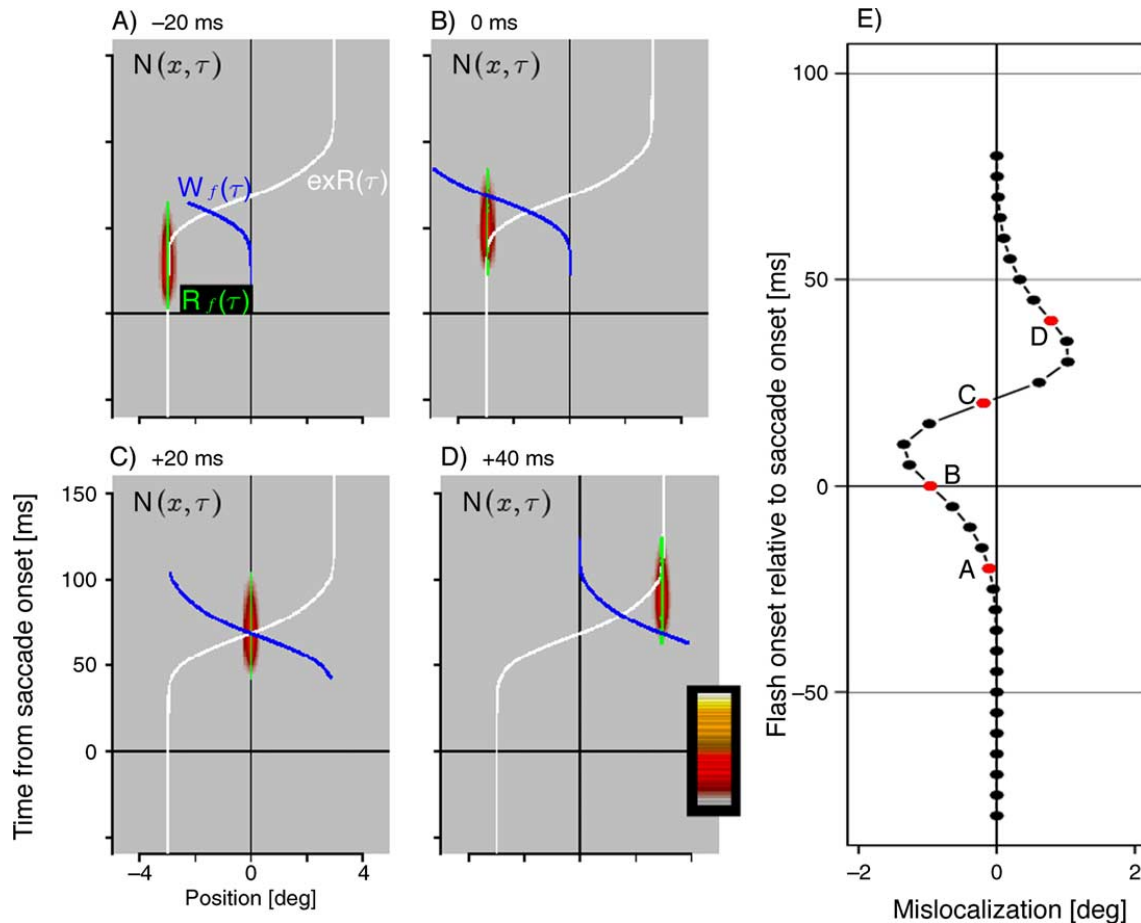 A) −20 ms
N(x, τ)
W f(τ)
exR(τ)
R f(τ)
B) 0 ms
N(x, τ)
C) +20 ms
N(x, τ)
Time from saccade onset [ms]
150
100
50
0
−4
0
4
Position [deg]
D) +40 ms
N(x, τ)
E)
Flash onset relative to saccade onset [ms]
100
50
0
−50
D
C
B
A
−2
−1
0
1
2
Mislocalization [deg]